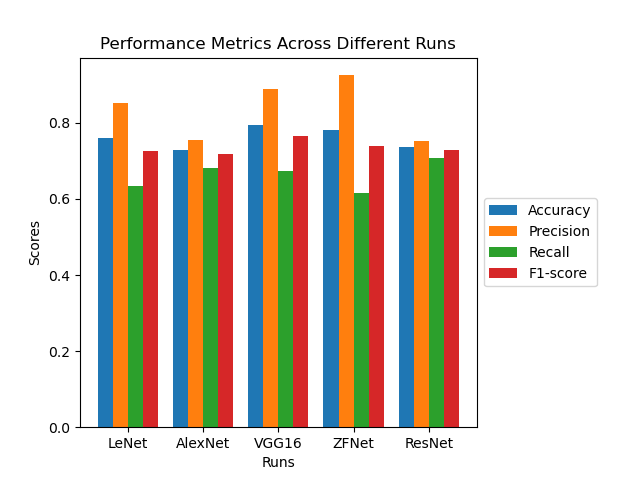 Performance Metrics Across Different Runs
Scores
0.8
0.6
0.4
0.2
0.0
LeNet AlexNet VGG16 ZFNet ResNet
Runs
Accuracy
Precision
Recall
F1-score